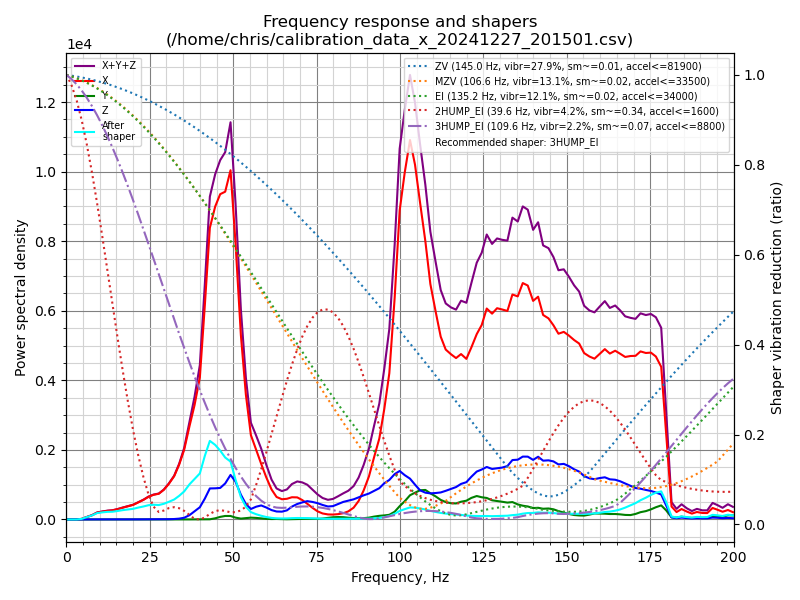 Frequency response and shapers
(/home/chris/calibration_data_x_20241227_201501.csv)
1e4
X+Y+Z
X
Y
Z
After
shaper
ZV (145.0 Hz, vibr=27.9%, sm~=0.01, accel<=81900)
MZV (106.6 Hz, vibr=13.1%, sm~=0.02, accel<=33500)
EI (135.2 Hz, vibr=12.1%, sm~=0.02, accel<=34000)
2HUMP_EI (39.6 Hz, vibr=4.2%, sm~=0.34, accel<=1600)
3HUMP_EI (109.6 Hz, vibr=2.2%, sm~=0.07, accel<=8800)
Recommended shaper: 3HUMP_EI
Power spectral density
1.2
1.0
0.8
0.6
0.4
0.2
0.0
Shaper vibration reduction (ratio)
1.0
0.8
0.6
0.4
0.2
0.0
0
25
50
75
100
125
150
175
200
Frequency, Hz